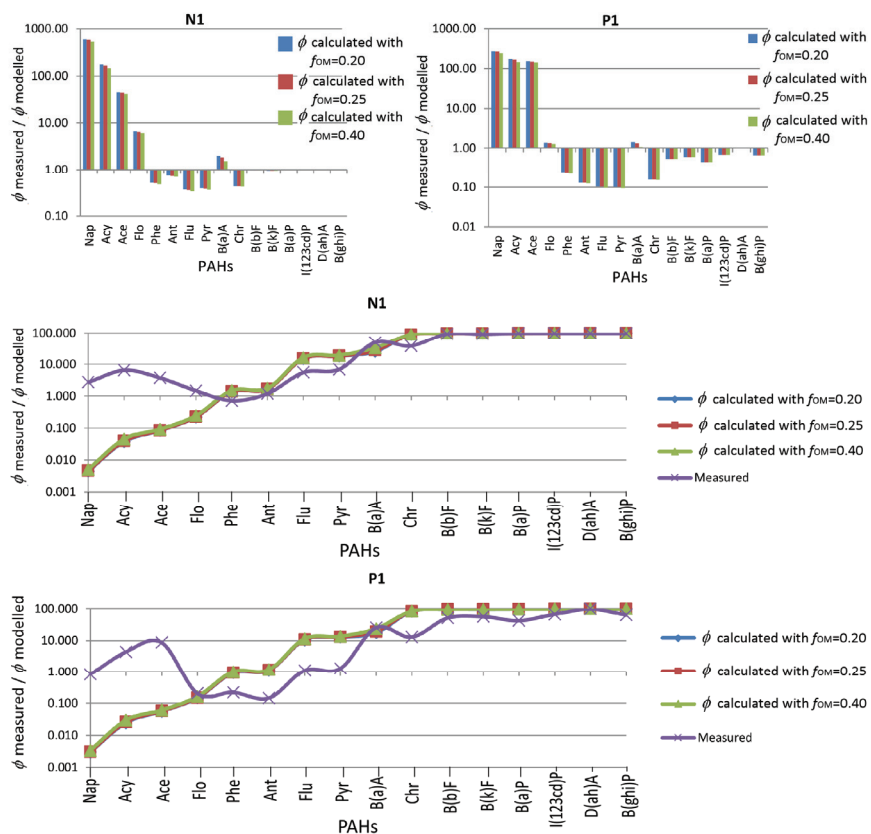 N1
1000.00
100.00
10.00
1.00
0.10
ϕ measured / ϕ modelled
ϕ calculated with
fOM=0.20
ϕ calculated with
fOM=0.25
ϕ calculated with
fOM=0.40
Nap
Acy
Ace
Flo
Phe
Ant
Flu
Pyr
B(a)A
Chr
B(b)F
B(k)F
B(a)P
I(123cd)P
D(ah)A
B(ghi)P
PAHs
P1
1000.00
100.00
10.00
1.00
0.10
0.01
ϕ measured / ϕ modelled
ϕ calculated with
fOM=0.20
ϕ calculated with
fOM=0.25
ϕ calculated with
fOM=0.40
Nap
Acy
Ace
Flo
Phe
Ant
Flu
Pyr
B(a)A
Chr
B(b)F
B(k)F
B(a)P
I(123cd)P
D(ah)A
B(ghi)P
PAHs
N1
100.000
10.000
1.000
0.100
0.010
0.001
ϕ measured / ϕ modelled
ϕ calculated with fOM=0.20
ϕ calculated with fOM=0.25
ϕ calculated with fOM=0.40
Measured
Nap
Acy
Ace
Flo
Phe
Ant
Flu
Pyr
B(a)A
Chr
B(b)F
B(k)F
B(a)P
I(123cd)P
D(ah)A
B(ghi)P
PAHs
P1
100.000
10.000
1.000
0.100
0.010
0.001
ϕ measured / ϕ modelled
ϕ calculated with fOM=0.20
ϕ calculated with fOM=0.25
ϕ calculated with fOM=0.40
Measured
Nap
Acy
Ace
Flo
Phe
Ant
Flu
Pyr
B(a)A
Chr
B(b)F
B(k)F
B(a)P
I(123cd)P
D(ah)A
B(ghi)P
PAHs